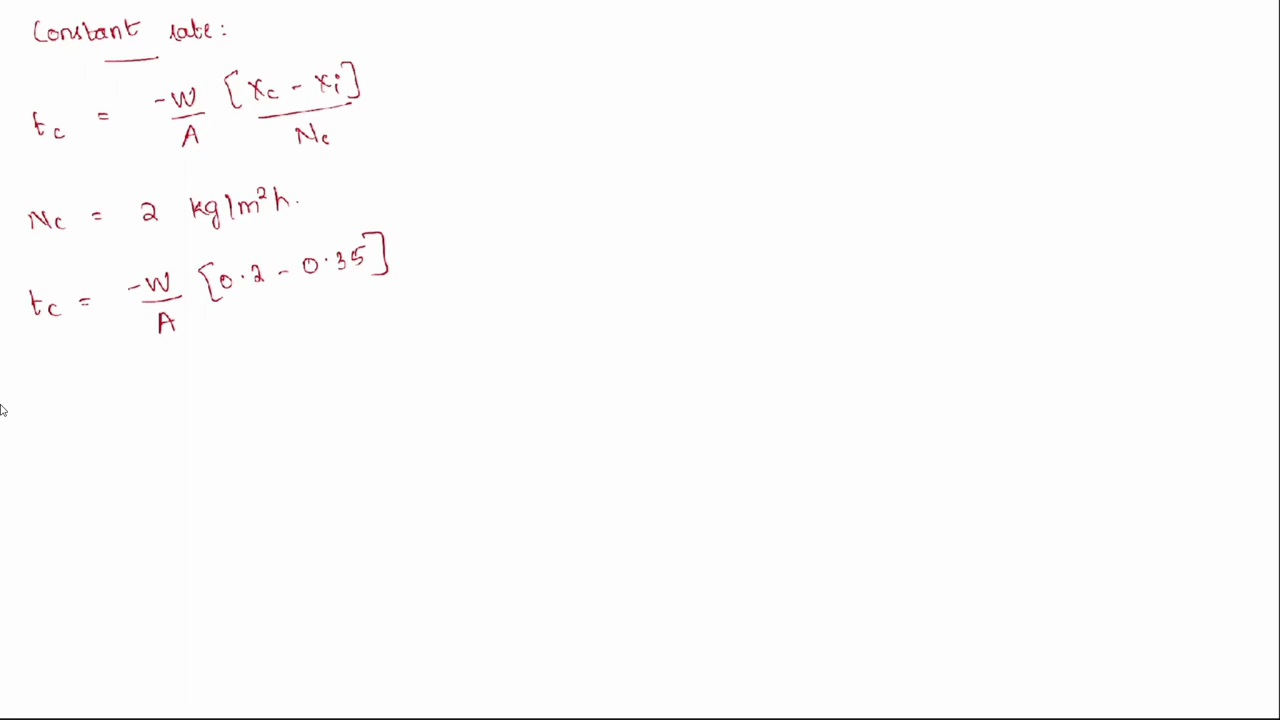 Constant rate:
tc = -W/A [Xc - Xi]/Nc
Nc = 2 kg/m²h.
tc = -W/A [0.2 - 0.35]